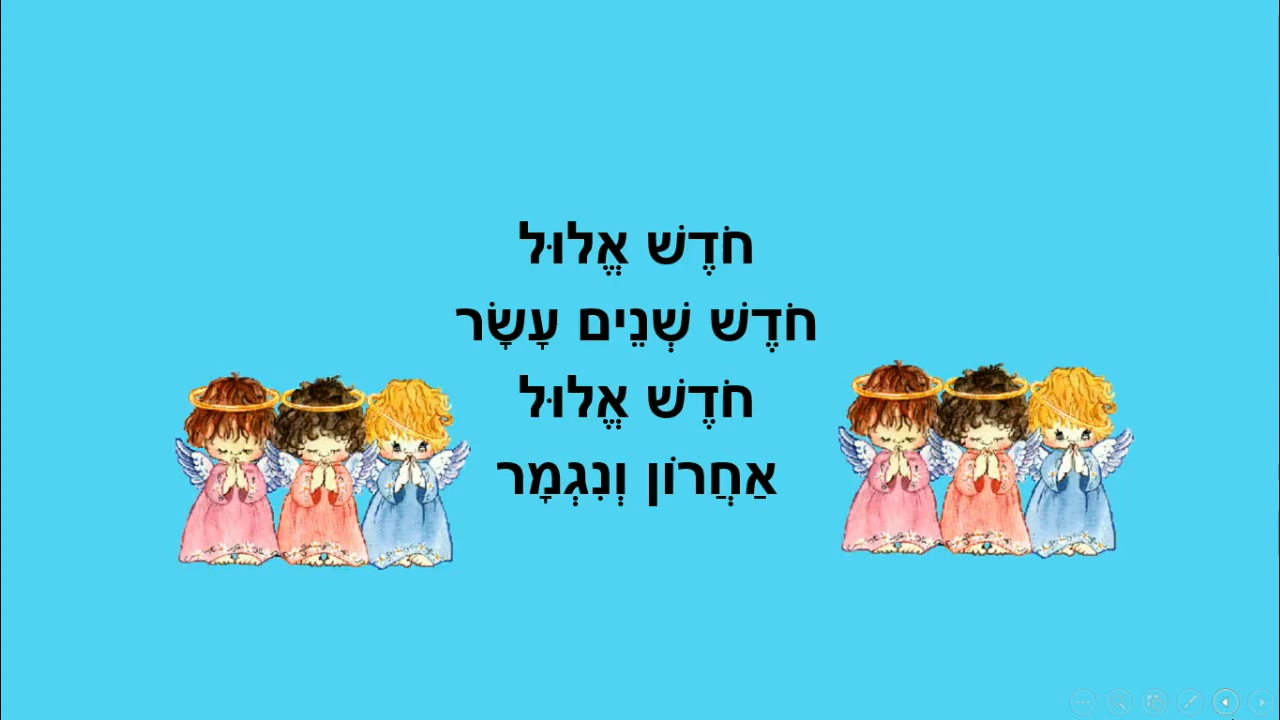 חֹדֶשׁ אֱלוּל
חֹדֶשׁ שְׁנֵים עָשָׂר
חֹדֶשׁ אֱלוּל
אַחֲרוֹן וְנִגְמָר